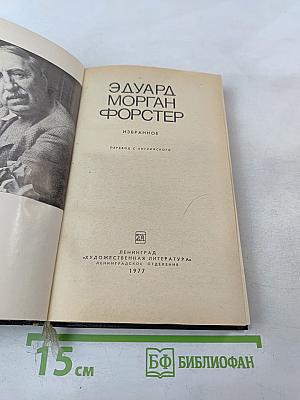 ЭДУАРД
МОРГАН
ФОРСТЕР
ИЗБРАННОЕ
ПЕРЕВОД С АНГЛИЙСКОГО
ЛЕНИНГРАД
«ХУДОЖЕСТВЕННАЯ ЛИТЕРАТУРА»
ЛЕНИНГРАДСКОЕ ОТДЕЛЕНИЕ
1977
15 см
БФ БИБЛИОФАН